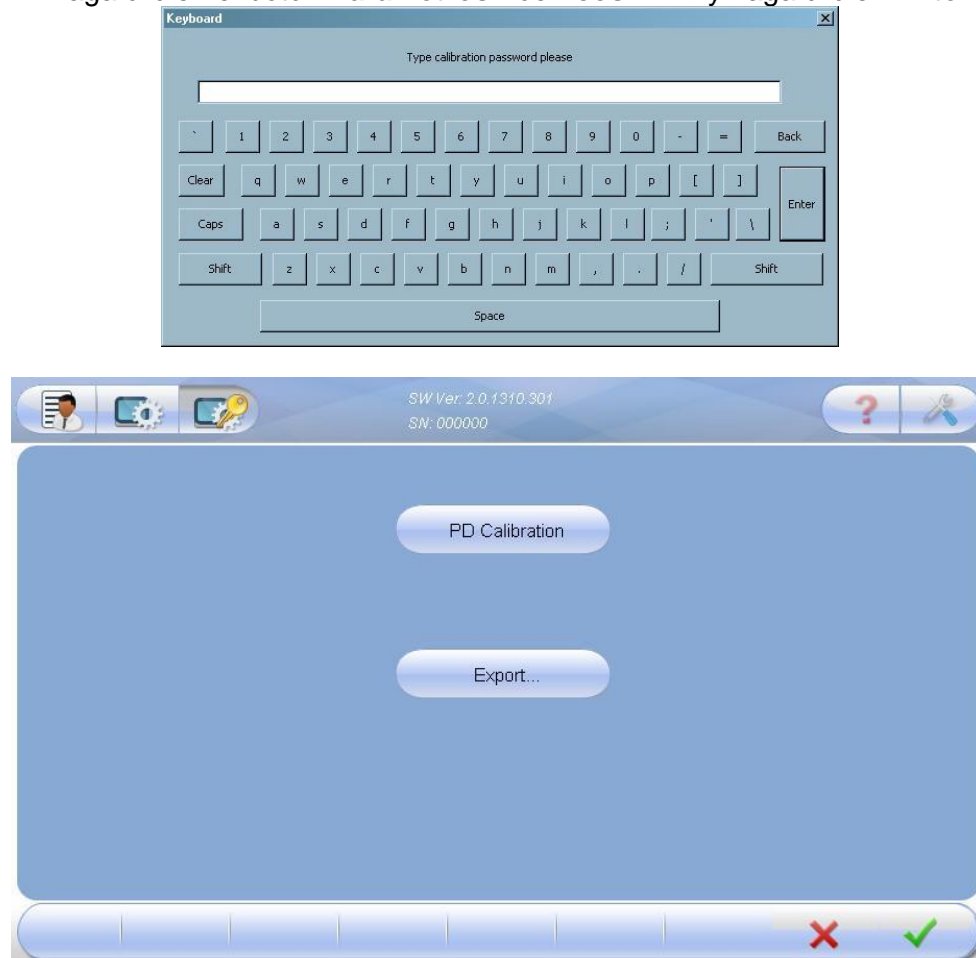 Keyboard
Type calibration password please
` 1 2 3 4 5 6 7 8 9 0 - = Back
Clear q w e r t y u i o p [ ]
Enter
Caps a s d f g h j k l ; ' \
Shift z x c v b n m , . / Shift
Space
SW Ver: 2.0.1310.301
SN: 000000
?
PD Calibration
Export...